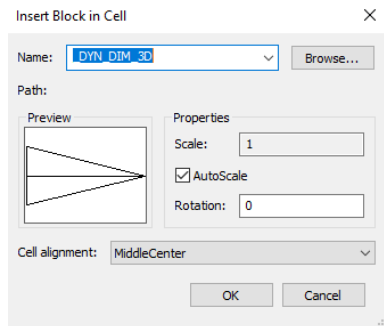 Insert Block in Cell
Name: _DYN_DIM_3D Browse...
Path:
Preview
Properties
Scale: 1
AutoScale
Rotation: 0
Cell alignment: MiddleCenter
OK Cancel